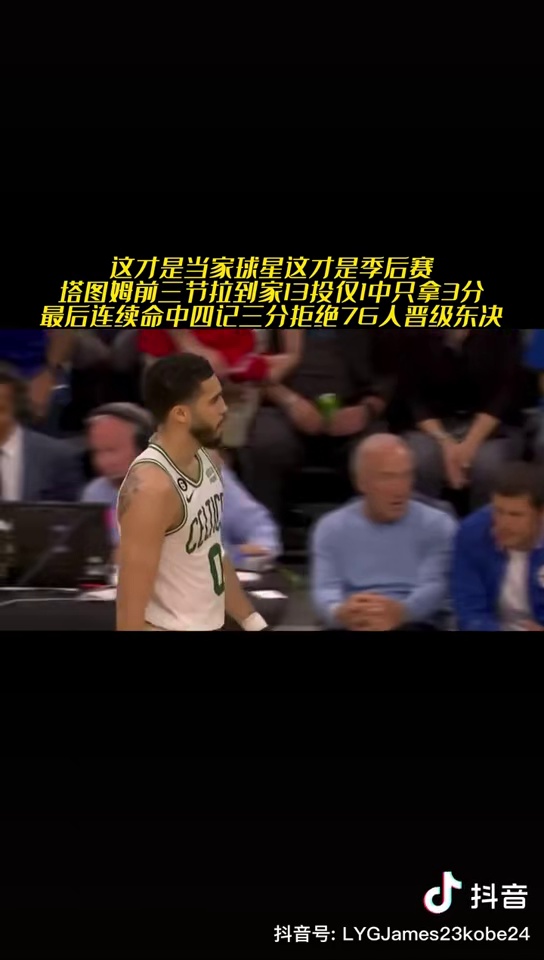 这才是当家球星这才是季后赛
塔图姆前三节拉到家13投仅1中只拿3分
最后连续命中四记三分拒绝76人晋级东决
CELTICS
0
抖音
抖音号: LYGJames23kobe24